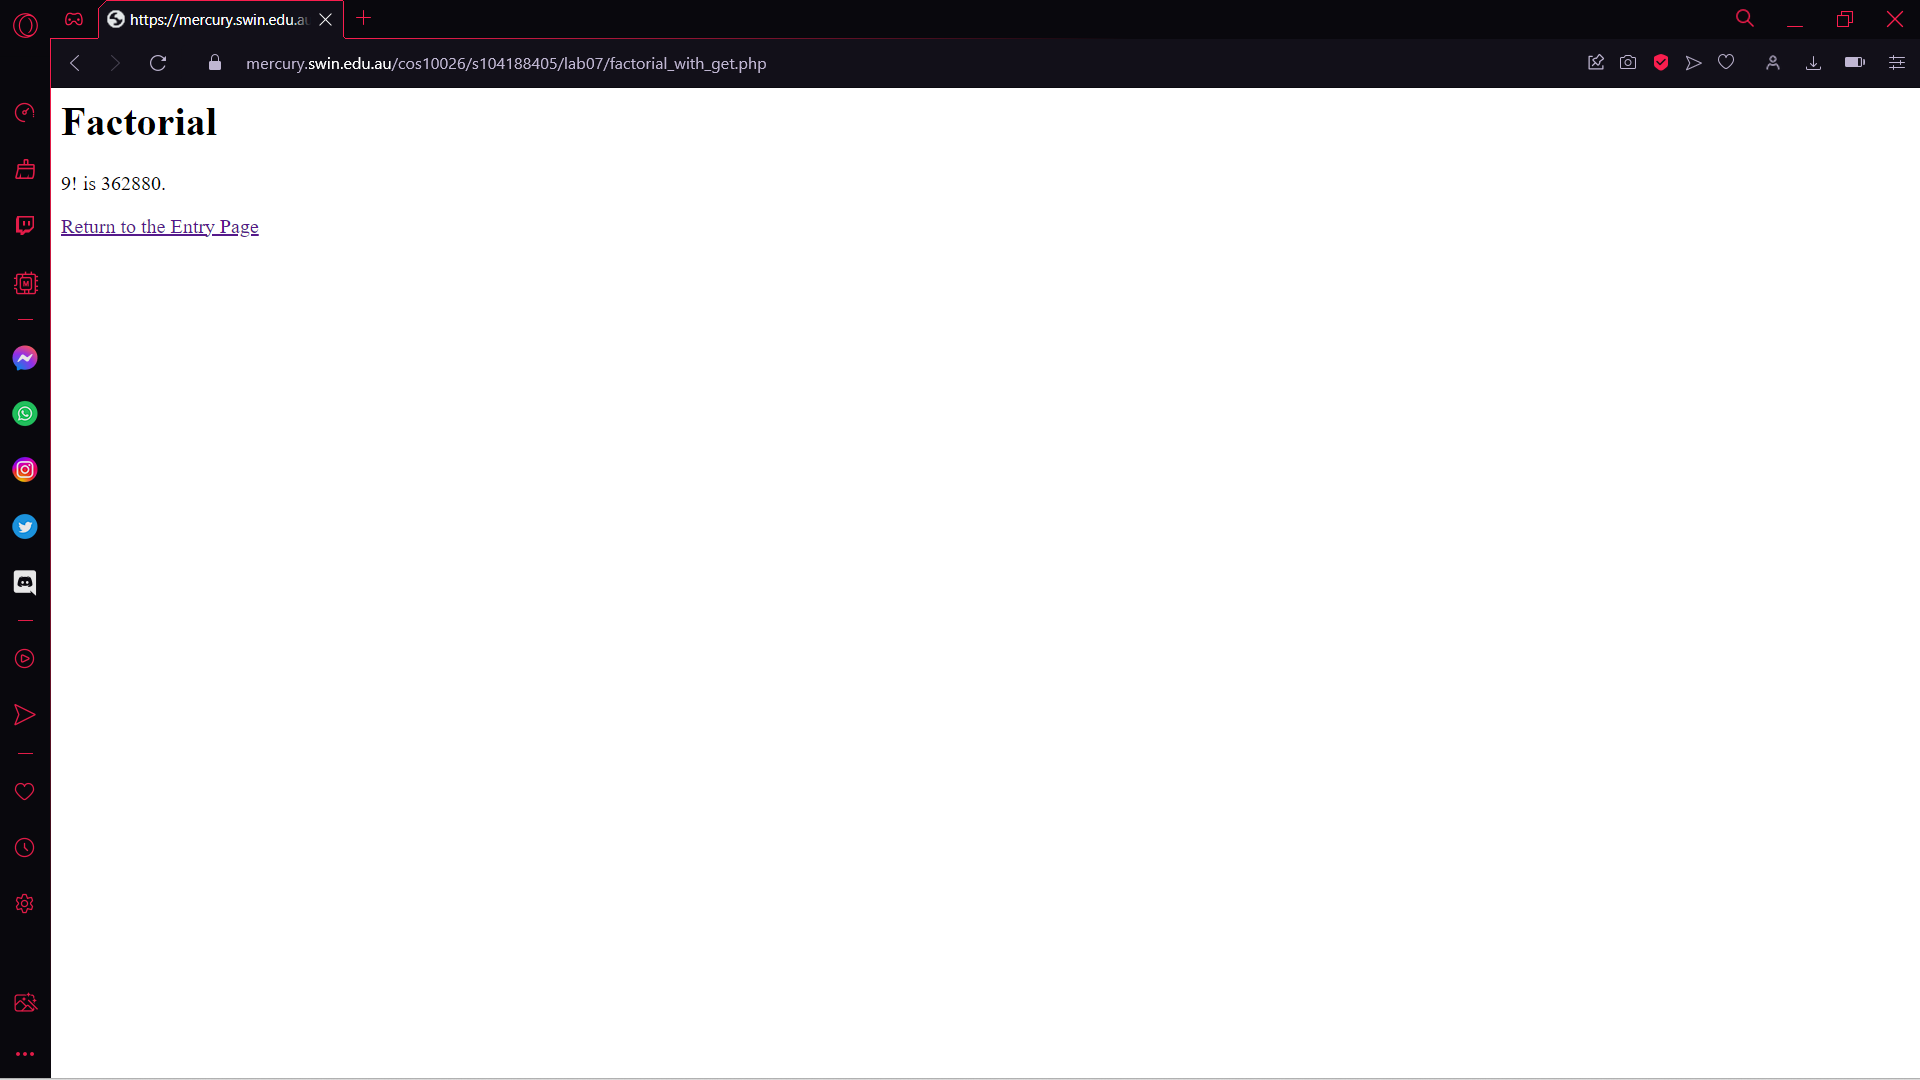 https://mercury.swin.edu.au
mercury.swin.edu.au/cos10026/s104188405/lab07/factorial_with_get.php
Factorial
9! is 362880.
Return to the Entry Page